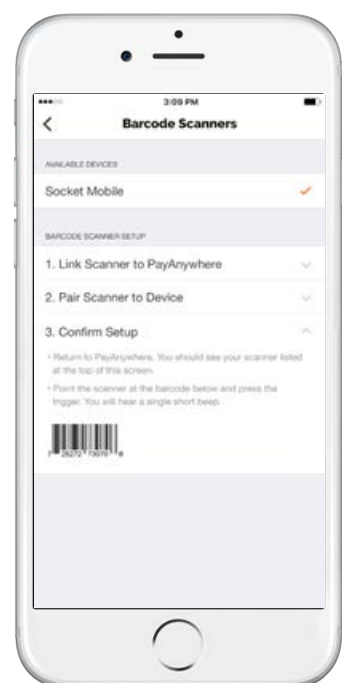 3:09 PM
Barcode Scanners
AVAILABLE DEVICES
Socket Mobile
BARCODE SCANNER SETUP
1. Link Scanner to PayAnywhere
2. Pair Scanner to Device
3. Confirm Setup
• Return to PayAnywhere. You should see your scanner listed
at the top of this screen.
• Point the scanner at the barcode below and press the
trigger. You will hear a single short beep.